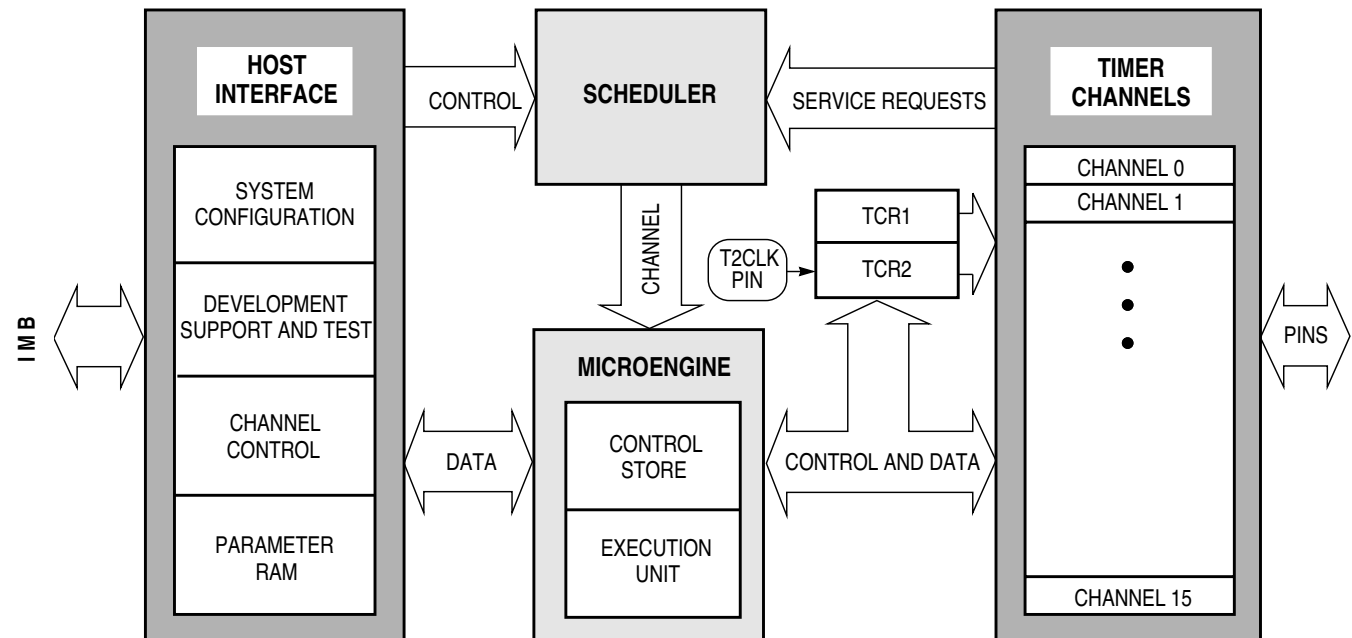 HOST
INTERFACE
SYSTEM
CONFIGURATION
DEVELOPMENT
SUPPORT AND TEST
CHANNEL
CONTROL
PARAMETER
RAM
IMB
CONTROL
SCHEDULER
SERVICE REQUESTS
CHANNEL
T2CLK
PIN
TCR1
TCR2
MICROENGINE
CONTROL
STORE
EXECUTION
UNIT
DATA
CONTROL AND DATA
TIMER
CHANNELS
CHANNEL 0
CHANNEL 1
CHANNEL 15
PINS